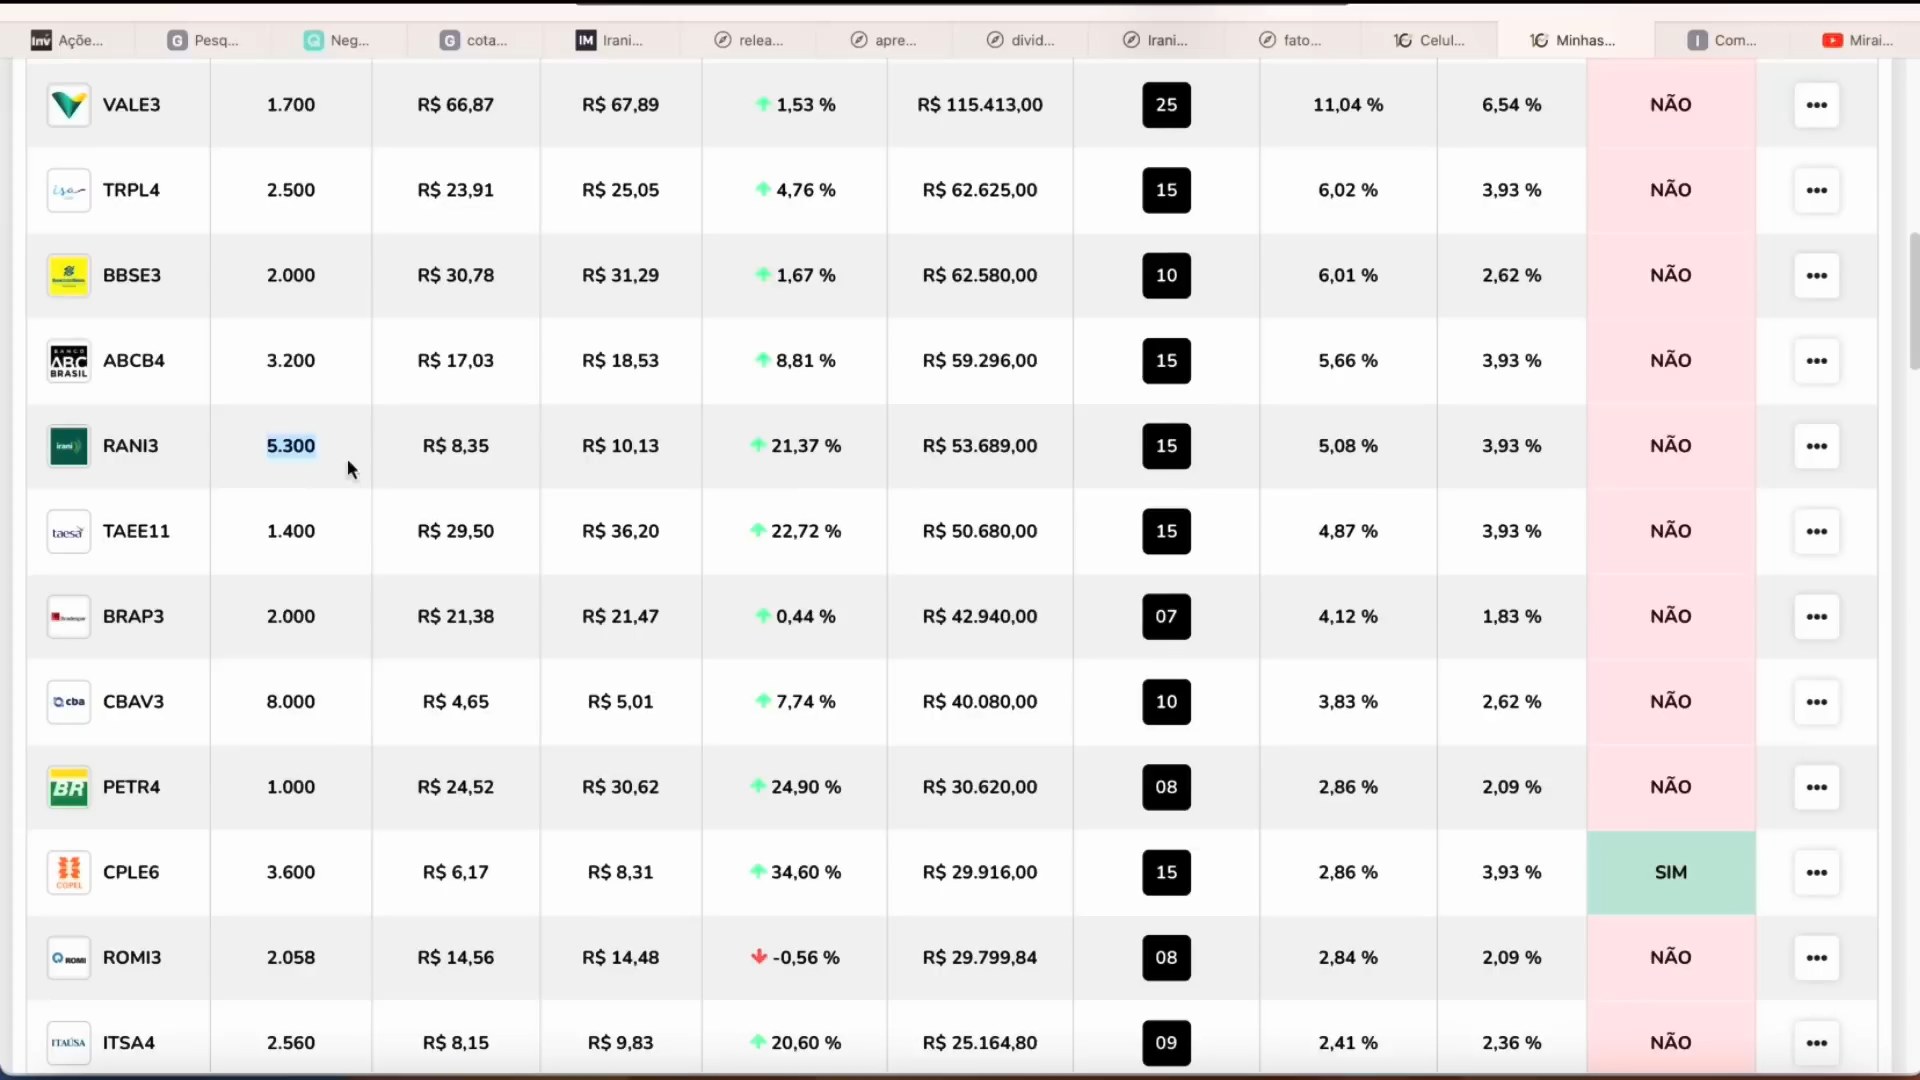 Açõe... Pesq... Neg... cota... Irani... relea... apre... divid... Irani... fato... Celul... Minhas... Com... Mirai...
VALE3 1.700 R$ 66,87 R$ 67,89 1,53 % R$ 115.413,00 25 11,04 % 6,54 % NÃO
TRPL4 2.500 R$ 23,91 R$ 25,05 4,76 % R$ 62.625,00 15 6,02 % 3,93 % NÃO
BBSE3 2.000 R$ 30,78 R$ 31,29 1,67 % R$ 62.580,00 10 6,01 % 2,62 % NÃO
BANCO ABC BRASIL ABCB4 3.200 R$ 17,03 R$ 18,53 8,81 % R$ 59.296,00 15 5,66 % 3,93 % NÃO
irani RANI3 5.300 R$ 8,35 R$ 10,13 21,37 % R$ 53.689,00 15 5,08 % 3,93 % NÃO
taesa TAEE11 1.400 R$ 29,50 R$ 36,20 22,72 % R$ 50.680,00 15 4,87 % 3,93 % NÃO
BRAP3 2.000 R$ 21,38 R$ 21,47 0,44 % R$ 42.940,00 07 4,12 % 1,83 % NÃO
cba CBAV3 8.000 R$ 4,65 R$ 5,01 7,74 % R$ 40.080,00 10 3,83 % 2,62 % NÃO
BR PETR4 1.000 R$ 24,52 R$ 30,62 24,90 % R$ 30.620,00 08 2,86 % 2,09 % NÃO
COPEL CPLE6 3.600 R$ 6,17 R$ 8,31 34,60 % R$ 29.916,00 15 2,86 % 3,93 % SIM
ROMI ROMI3 2.058 R$ 14,56 R$ 14,48 -0,56 % R$ 29.799,84 08 2,84 % 2,09 % NÃO
ITAÚSA ITSA4 2.560 R$ 8,15 R$ 9,83 20,60 % R$ 25.164,80 09 2,41 % 2,36 % NÃO